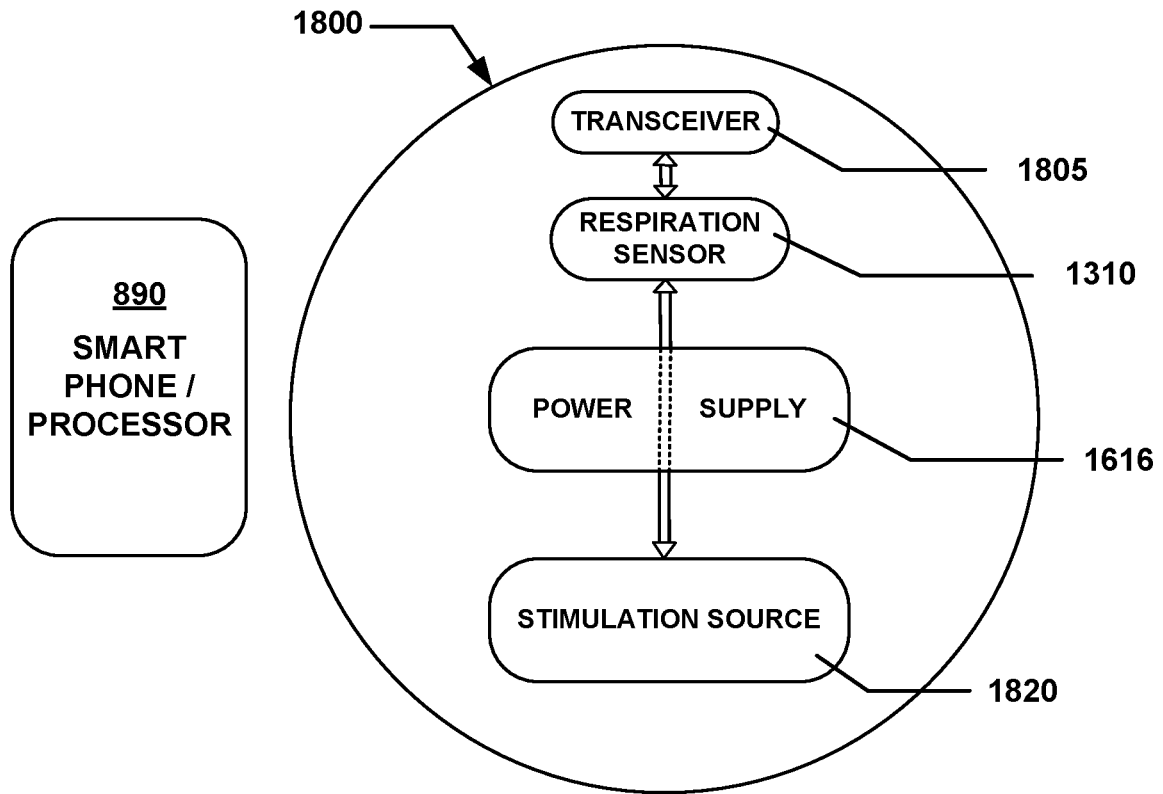 1800
TRANSCEIVER
1805
RESPIRATION
SENSOR
1310
890
SMART
PHONE /
PROCESSOR
POWER SUPPLY
1616
STIMULATION SOURCE
1820